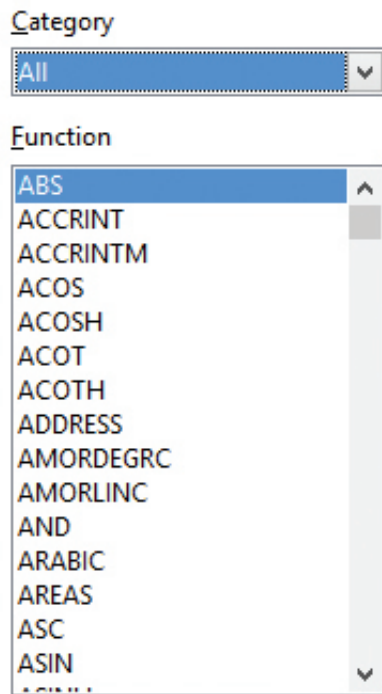 Category
All
Function
ABS
ACCRINT
ACCRINTM
ACOS
ACOSH
ACOT
ACOTH
ADDRESS
AMORDEGRC
AMORLINC
AND
ARABIC
AREAS
ASC
ASIN